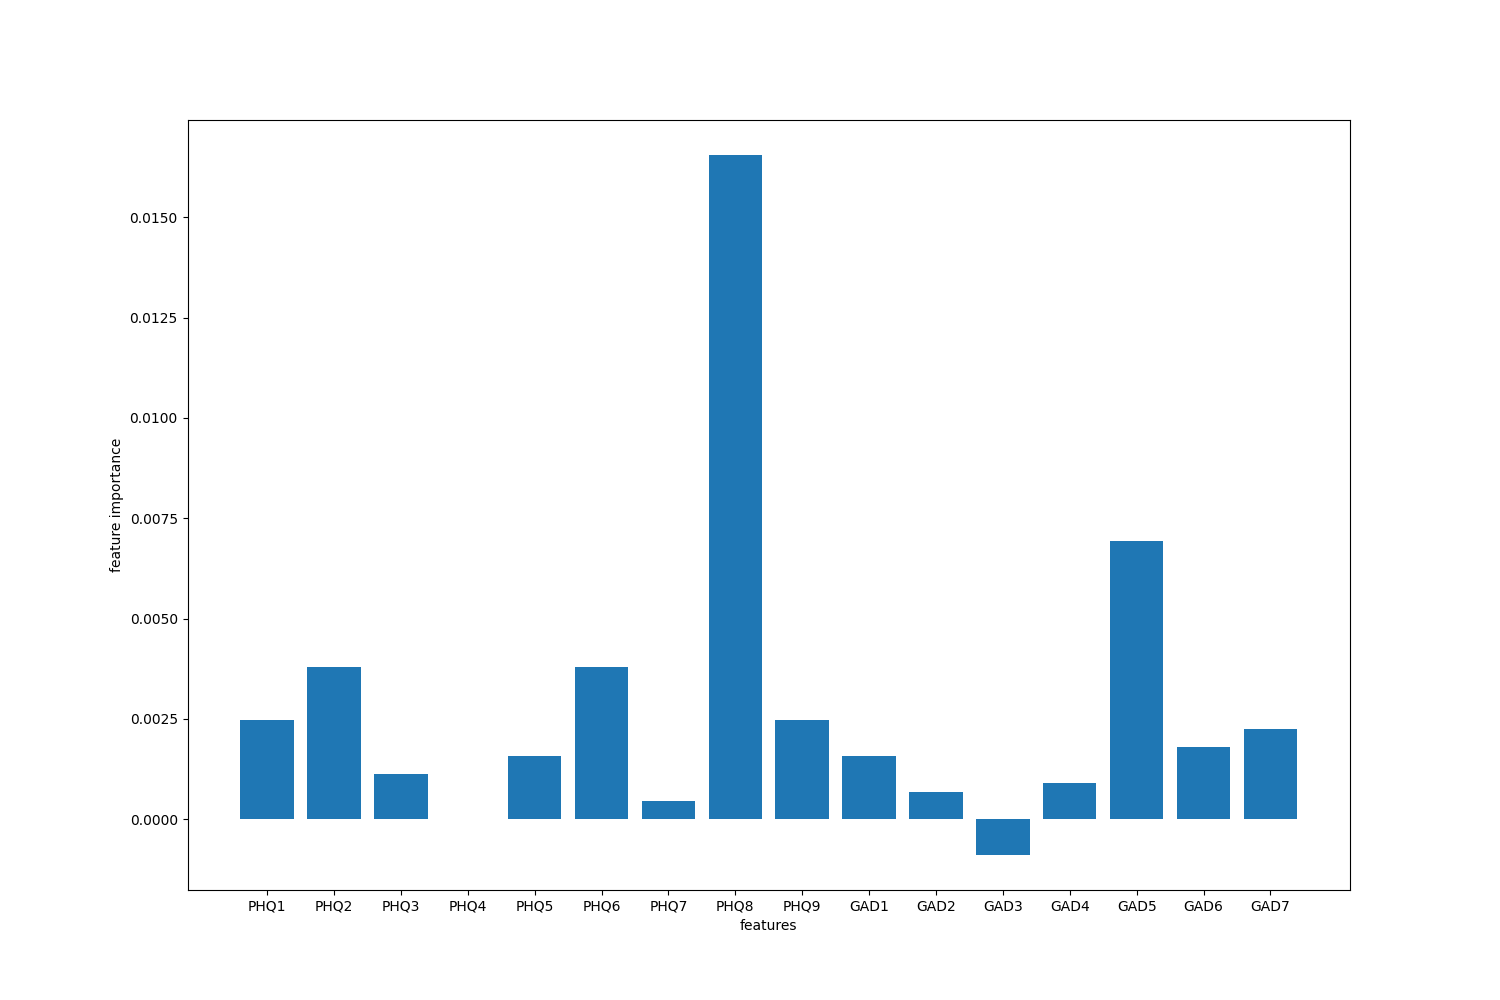 0.0150
0.0125
0.0100
0.0075
0.0050
0.0025
0.0000
feature importance
PHQ1 PHQ2 PHQ3 PHQ4 PHQ5 PHQ6 PHQ7 PHQ8 PHQ9 GAD1 GAD2 GAD3 GAD4 GAD5 GAD6 GAD7
features